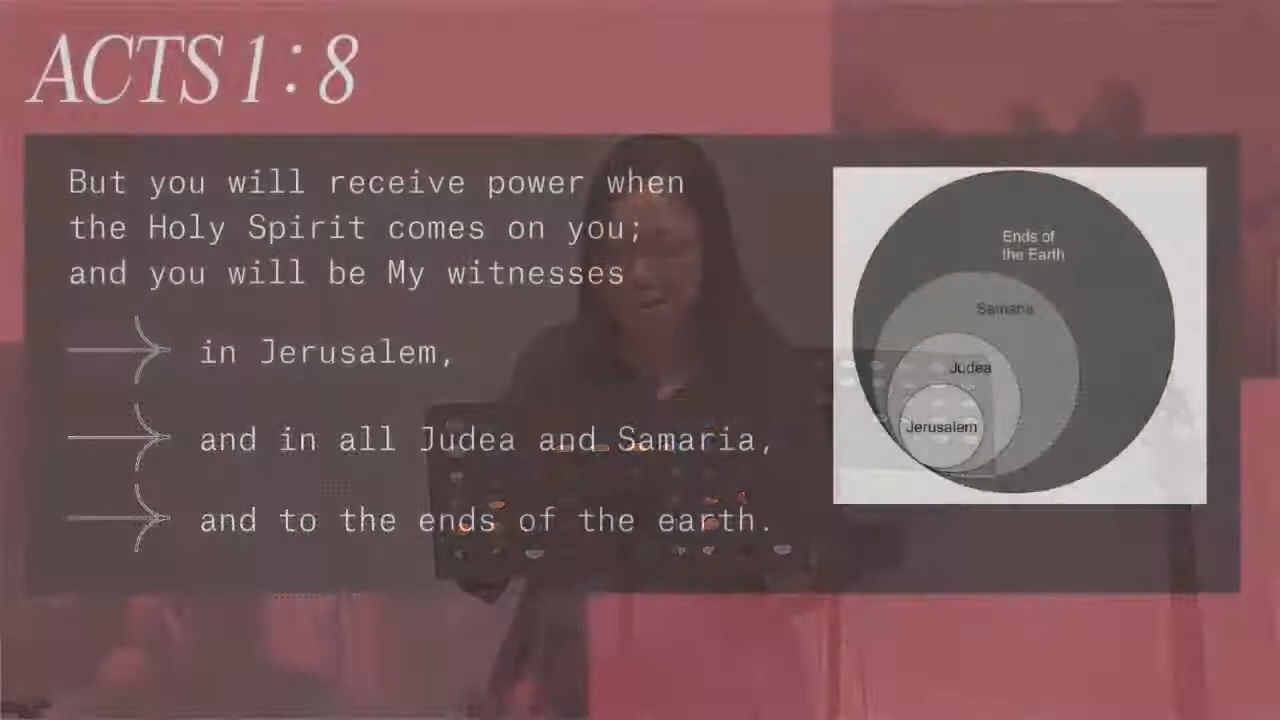 ACTS 1:8
But you will receive power when
the Holy Spirit comes on you;
and you will be My witnesses
in Jerusalem,
and in all Judea and Samaria,
and to the ends of the earth.
Ends of
the Earth
Samaria
Judea
Jerusalem